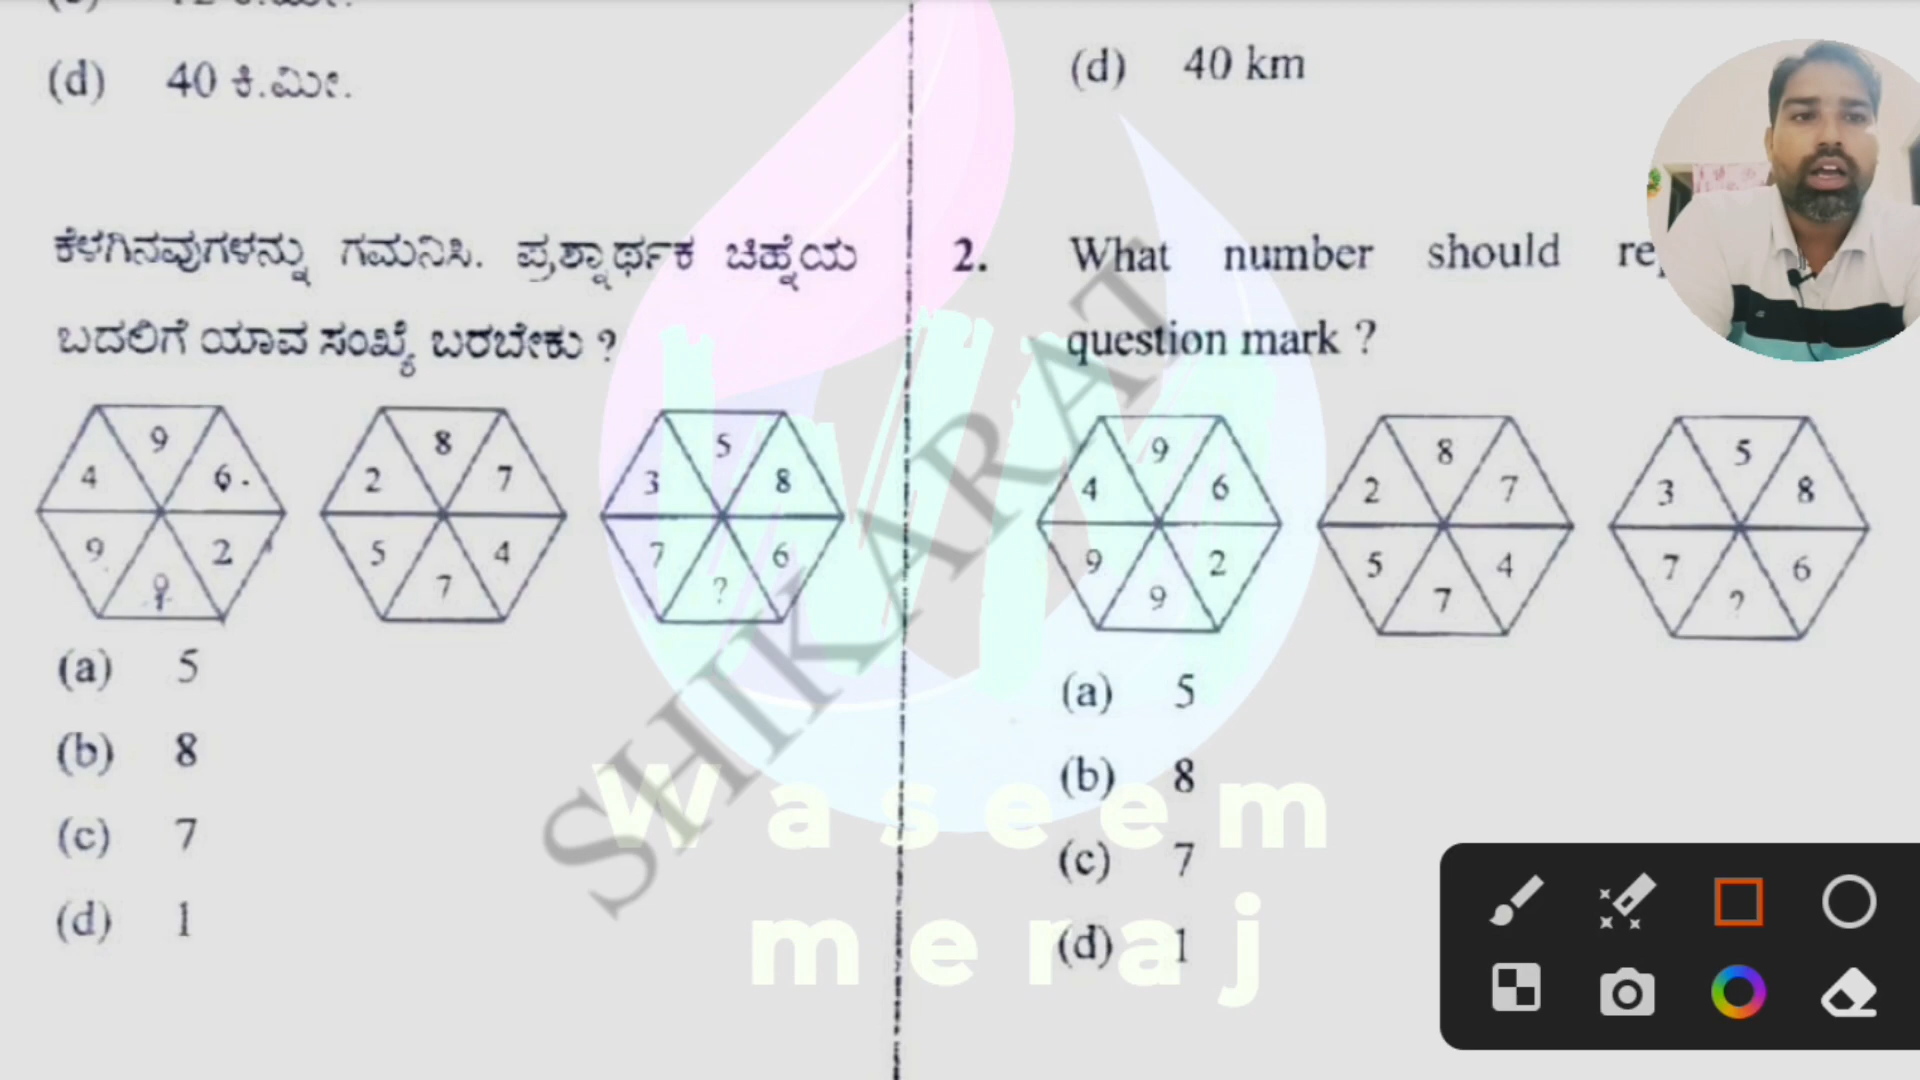 (d) 40 ಕಿ.ಮೀ.
ಕೆಳಗಿನವುಗಳನ್ನು ಗಮನಿಸಿ. ಪ್ರಶ್ನಾರ್ಥಕ ಚಿಹ್ನೆಯ
ಬದಲಿಗೆ ಯಾವ ಸಂಖ್ಯೆ ಬರಬೇಕು ?
9
4 6
9 2
9
8
2 7
5 4
7
5
3 8
7 6
?
(a) 5
(b) 8
(c) 7
(d) 1
(d) 40 km
2. What number should
question mark ?
9
4 6
9 2
9
8
2 7
5 4
7
5
3 8
7 6
?
(a) 5
(b) 8
(c) 7
(d) 1
SHIKARAT
Waseem
meraj